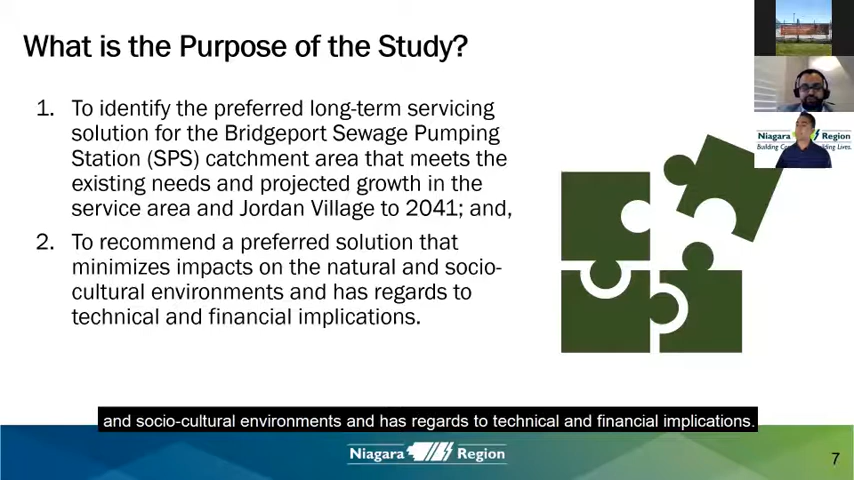 What is the Purpose of the Study?
1. To identify the preferred long-term servicing
solution for the Bridgeport Sewage Pumping
Station (SPS) catchment area that meets the
existing needs and projected growth in the
service area and Jordan Village to 2041; and,
2. To recommend a preferred solution that
minimizes impacts on the natural and socio-
cultural environments and has regards to
technical and financial implications.
Niagara Region
and socio-cultural environments and has regards to technical and financial implications.
Niagara Region
7